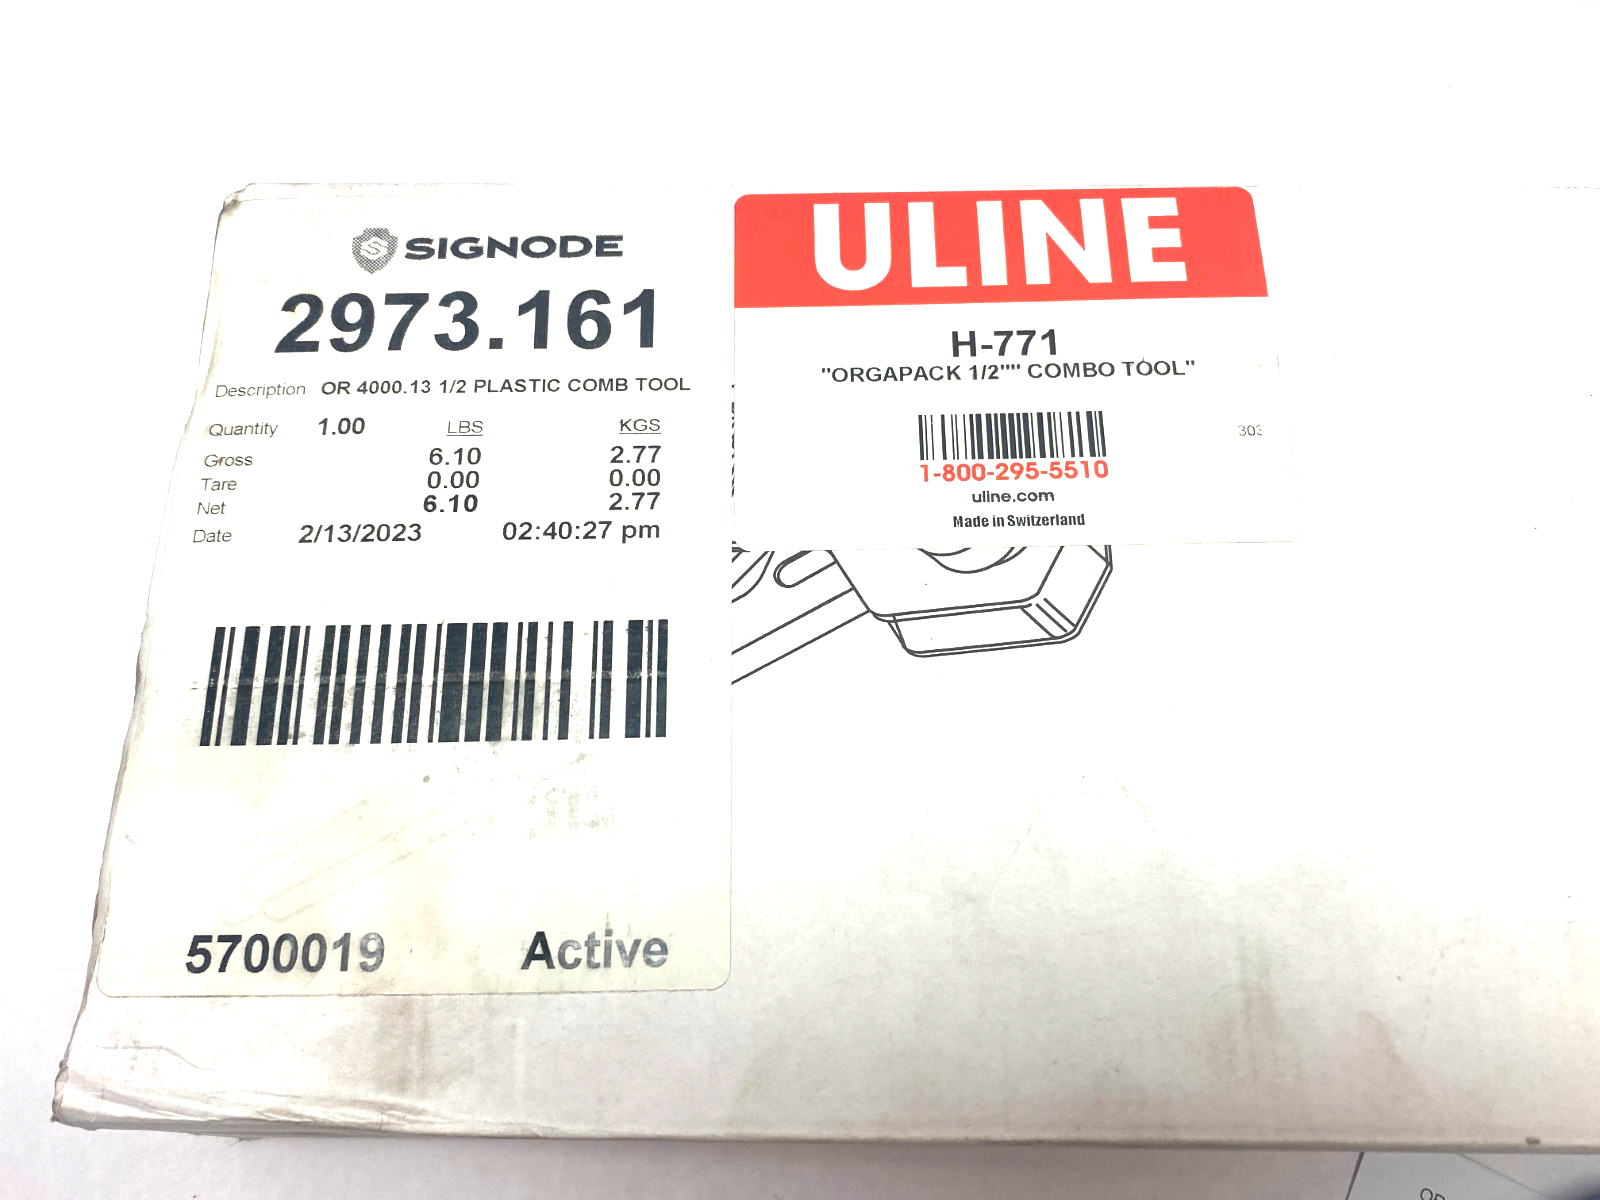 SIGNODE
2973.161
Description OR 4000.13 1/2 PLASTIC COMB TOOL
Quantity 1.00 LBS KGS
Gross 6.10 2.77
Tare 0.00 0.00
Net 6.10 2.77
Date 2/13/2023 02:40:27 pm
5700019 Active
ULINE
H-771
"ORGAPACK 1/2"" COMBO TOOL"
303
1-800-295-5510
uline.com
Made in Switzerland